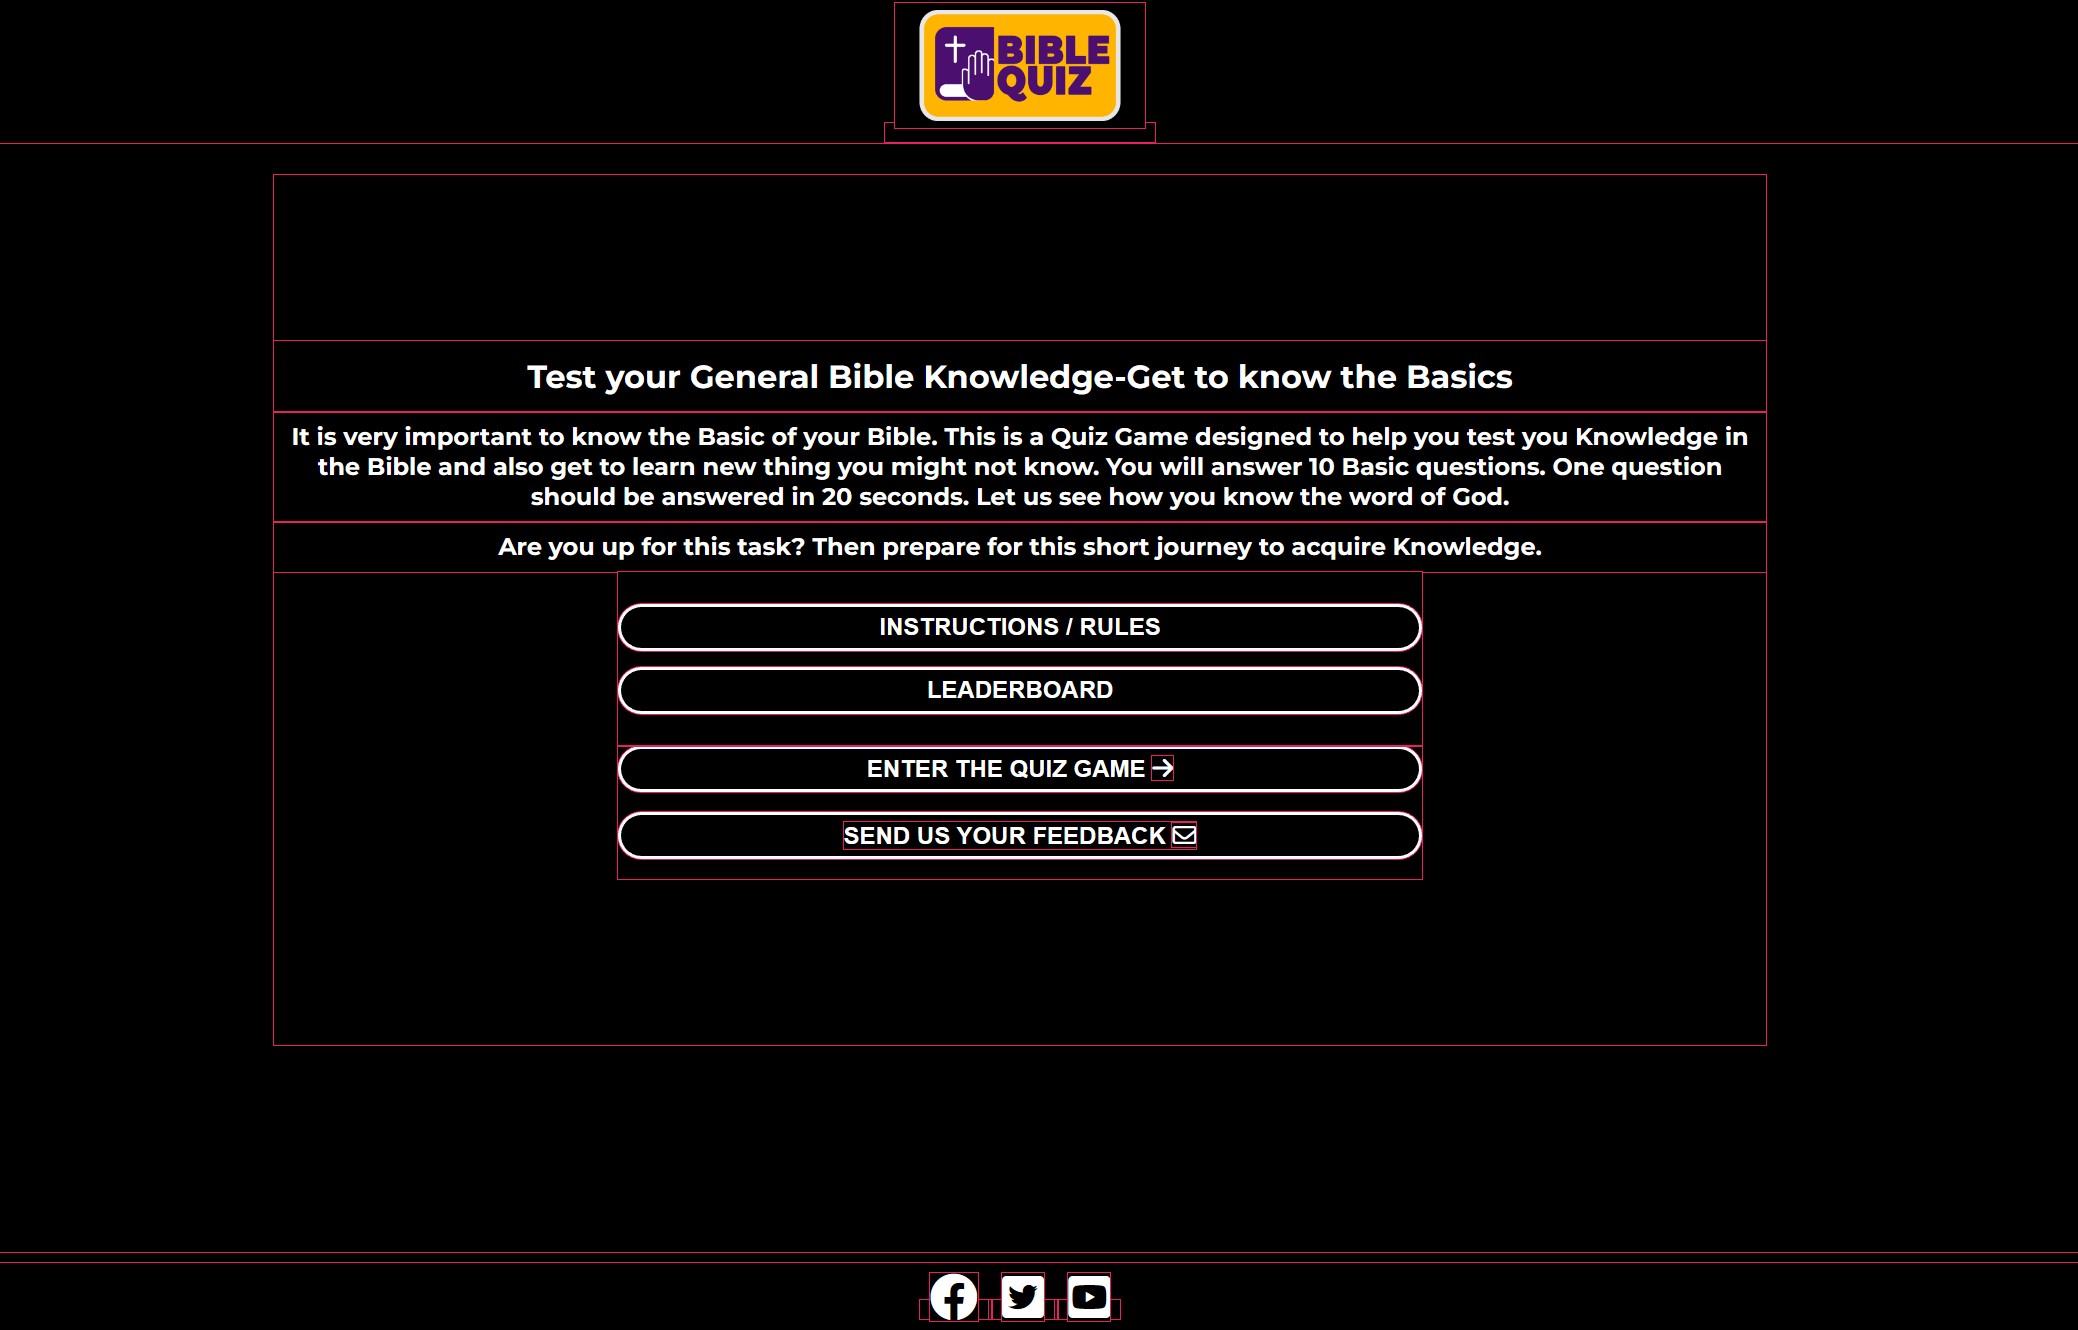 BIBLE
QUIZ
Test your General Bible Knowledge-Get to know the Basics
It is very important to know the Basic of your Bible. This is a Quiz Game designed to help you test you Knowledge in
the Bible and also get to learn new thing you might not know. You will answer 10 Basic questions. One question
should be answered in 20 seconds. Let us see how you know the word of God.
Are you up for this task? Then prepare for this short journey to acquire Knowledge.
INSTRUCTIONS / RULES
LEADERBOARD
ENTER THE QUIZ GAME
SEND US YOUR FEEDBACK